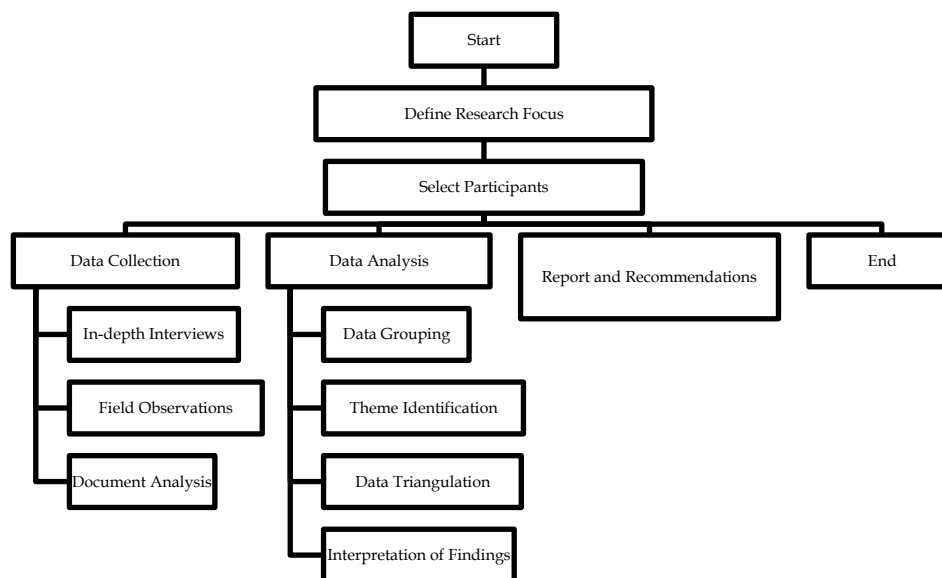 Start
Define Research Focus
Select Participants
Data Collection
Data Analysis
Report and Recommendations
End
In-depth Interviews
Data Grouping
Field Observations
Theme Identification
Document Analysis
Data Triangulation
Interpretation of Findings